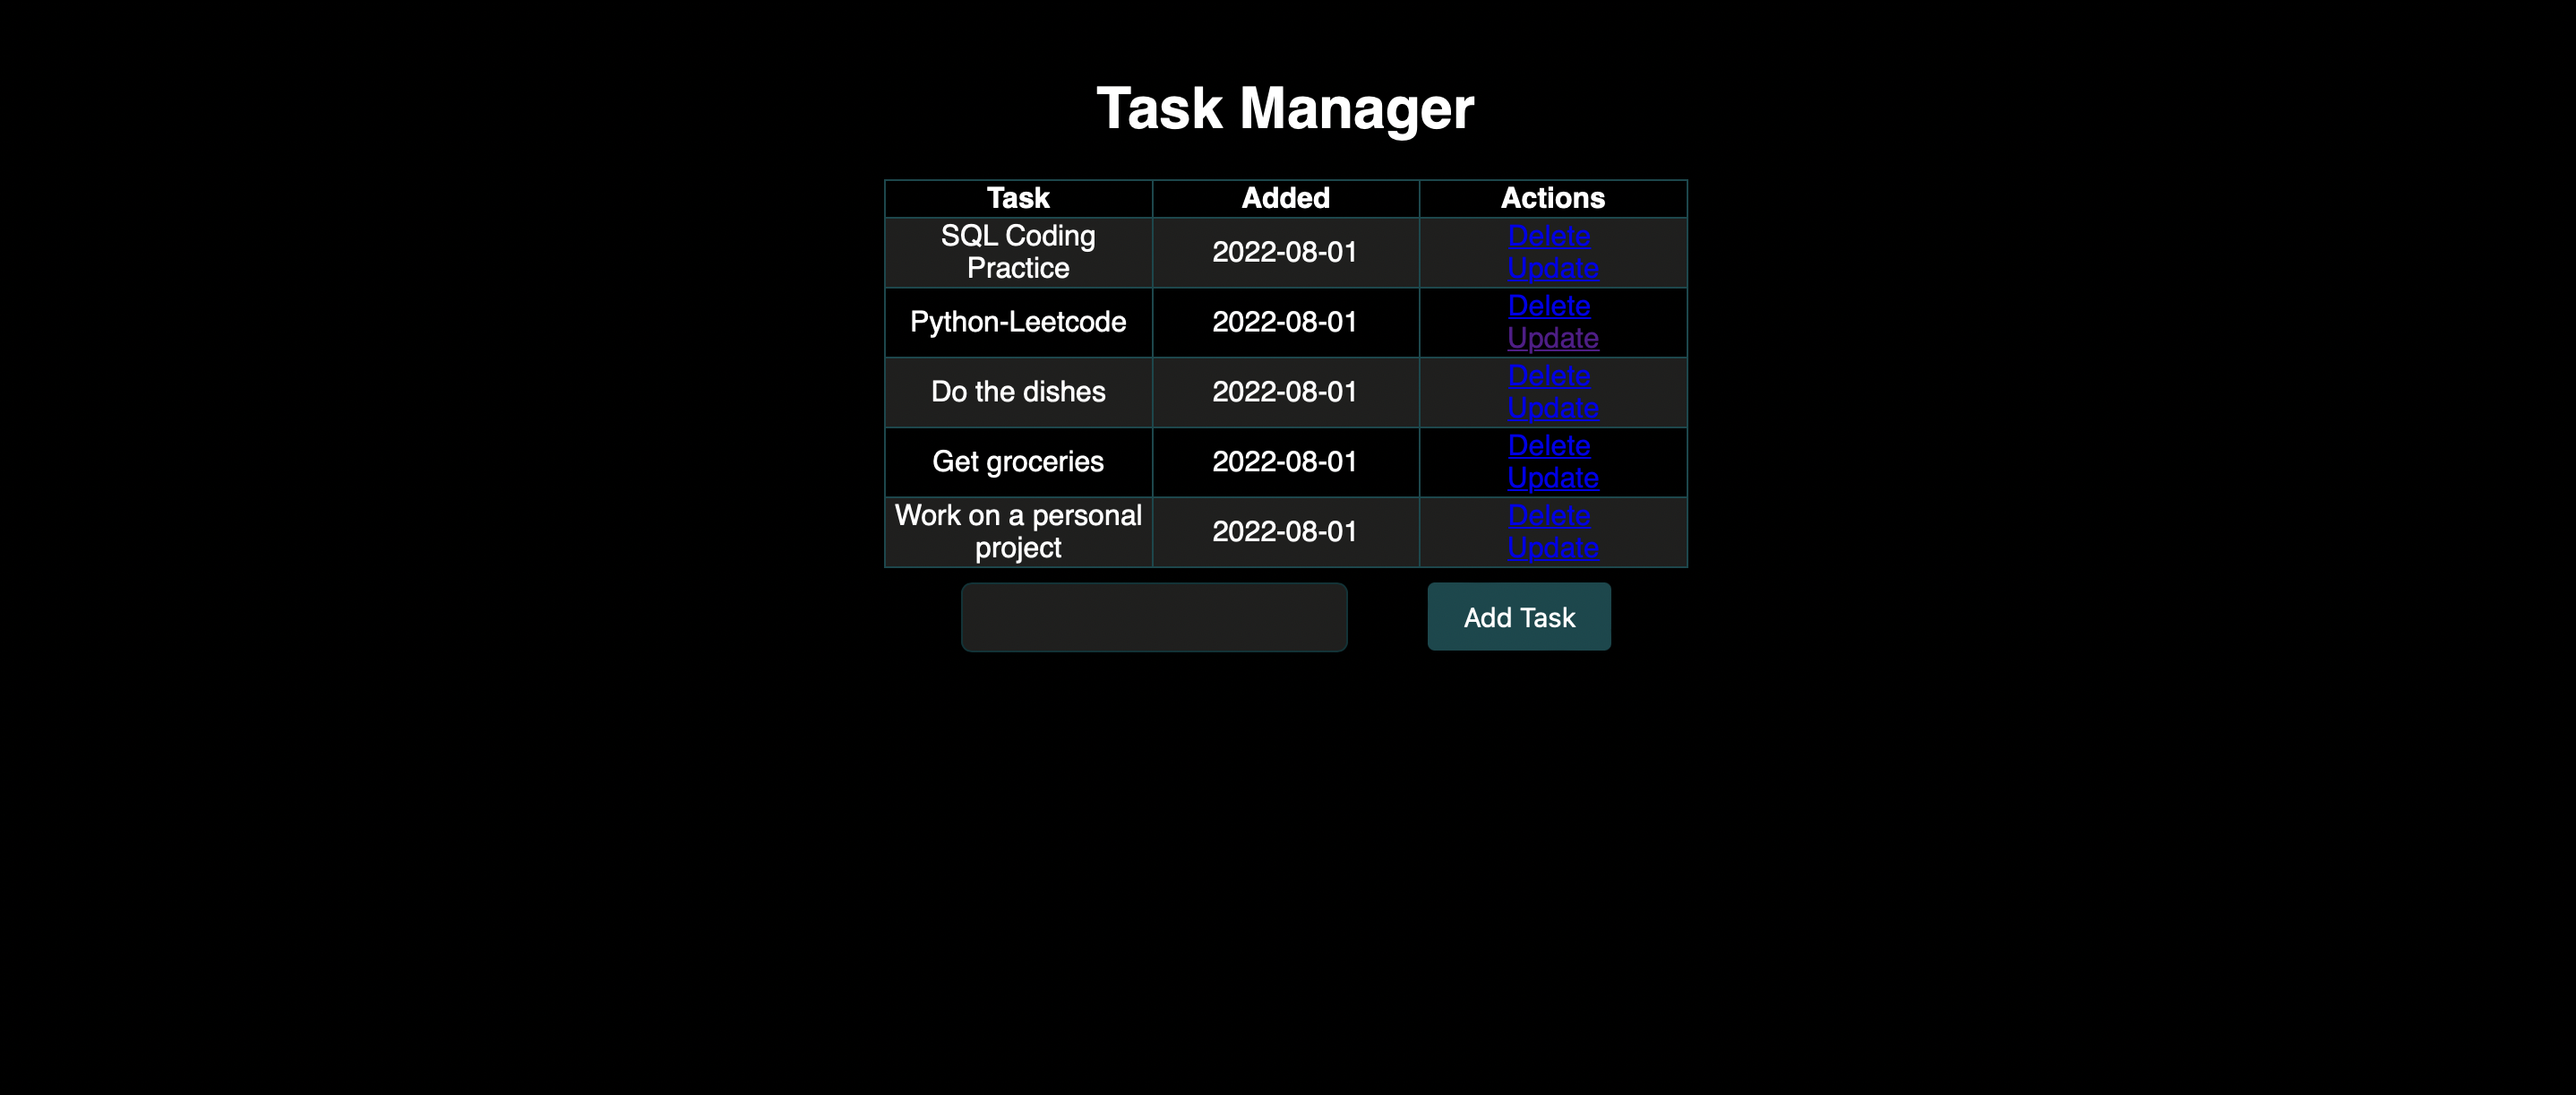 Task Manager
Task Added Actions
SQL Coding Practice 2022-08-01 Delete Update
Python-Leetcode 2022-08-01 Delete Update
Do the dishes 2022-08-01 Delete Update
Get groceries 2022-08-01 Delete Update
Work on a personal project 2022-08-01 Delete Update
Add Task